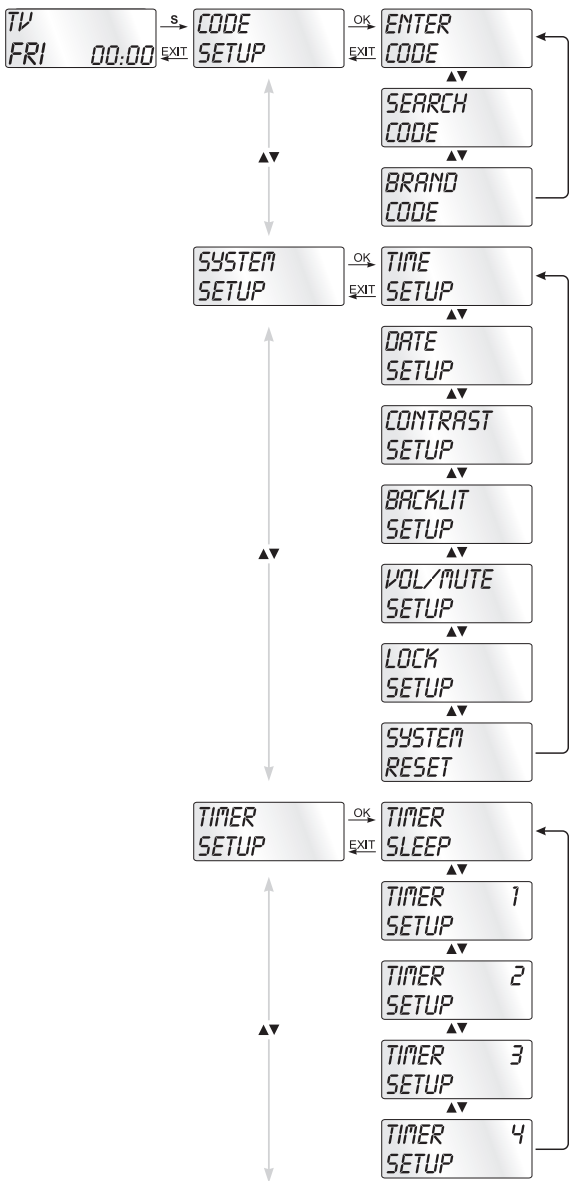 TV
FRI 00:00
S
EXIT
CODE
SETUP
OK
EXIT
ENTER
CODE
▲▼
SEARCH
CODE
▲▼
BRAND
CODE
▲▼
SYSTEM
SETUP
OK
EXIT
TIME
SETUP
▲▼
DATE
SETUP
▲▼
CONTRAST
SETUP
▲▼
BACKLIT
SETUP
▲▼
VOL/MUTE
SETUP
▲▼
LOCK
SETUP
▲▼
SYSTEM
RESET
▲▼
TIMER
SETUP
OK
EXIT
TIMER
SLEEP
▲▼
TIMER 1
SETUP
▲▼
TIMER 2
SETUP
▲▼
TIMER 3
SETUP
▲▼
TIMER 4
SETUP
▲▼